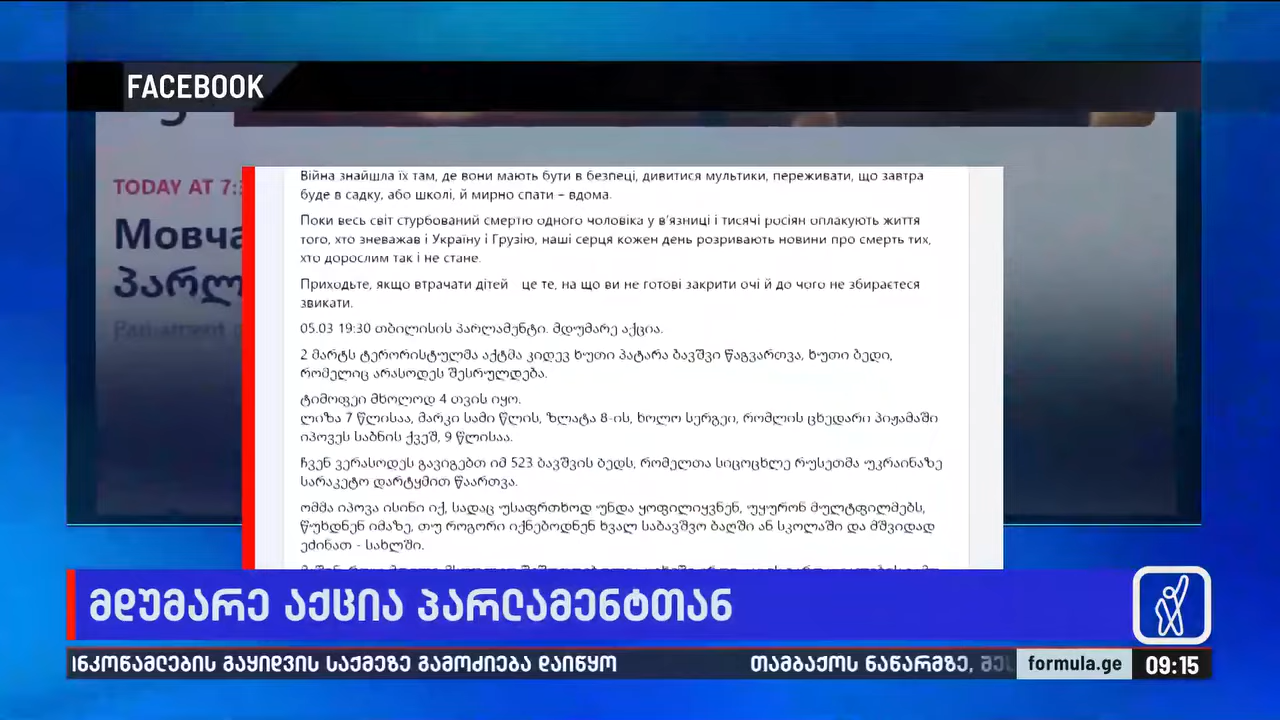 FACEBOOK
TODAY AT 7:3
Мовча
პარლ
Parliament
Війна знайшла їх там, де вони мають бути в безпеці, дивитися мультики, переживати, що завтра
буде в садку, або школі, й мирно спати – вдома.
Поки весь світ стурбований смертю одного чоловіка у в'язниці і тисячі росіян оплакують життя
того, хто зневажав і Україну і Грузію, наші серця кожен день розривають новини про смерть тих,
хто дорослим так і не стане.
Приходьте, якщо втрачати дітей це те, на що ви не готові закрити очі й до чого не збираєтеся
звикати.
05.03 19:30 თბილისის პარლამენტი. მდუმარე აქცია.
2 მარტს ტერორისტულმა აქტმა კიდევ ხუთი პატარა ბავშვი წაგვართვა, ხუთი ბედი,
რომელიც არასოდეს შესრულდება.
ტიმოფეი მხოლოდ 4 თვის იყო.
ლიზა 7 წლისაა, მარკი სამი წლის, ზლატა 8-ის, ხოლო სერგეი, რომლის ცხედარი პიჟამაში
იპოვეს საბნის ქვეშ, 9 წლისაა.
ჩვენ ვერასოდეს გავიგებთ იმ 523 ბავშვის ბედს, რომელთა სიცოცხლე რუსეთმა უკრაინაზე
სარაკეტო დარტყმით წაართვა.
ომმა იპოვა ისინი იქ, სადაც უსაფრთხოდ უნდა ყოფილიყვნენ, უყურონ მულტფილმებს,
წუხდნენ იმაზე, თუ როგორი იქნებოდნენ ხვალ საბავშვო ბაღში ან სკოლაში და მშვიდად
ეძინათ - სახლში.
მდუმარე აქცია პარლამენტთან
ანკოწამლების გაყიდვის საქმეზე გამოძიება დაიწყო
თამბაქოს ნაწარმზე, შეს
formula.ge
09:15